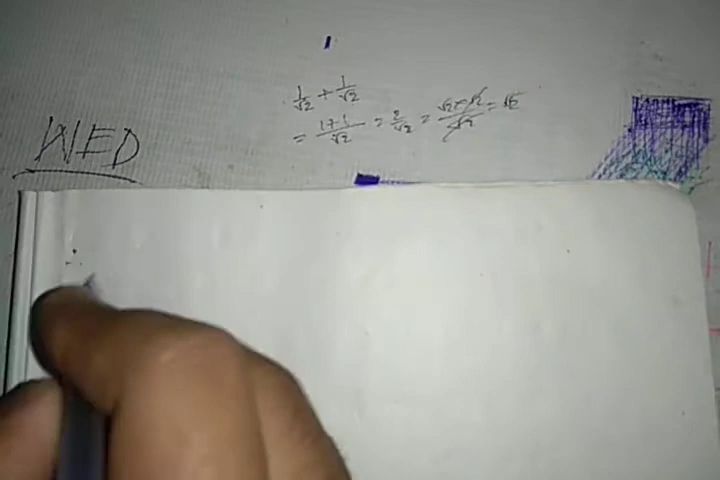 1/√2 + 1/√2
= 1+1/√2 = 2/√2 = √2×√2/√2 = √2
WED
∴